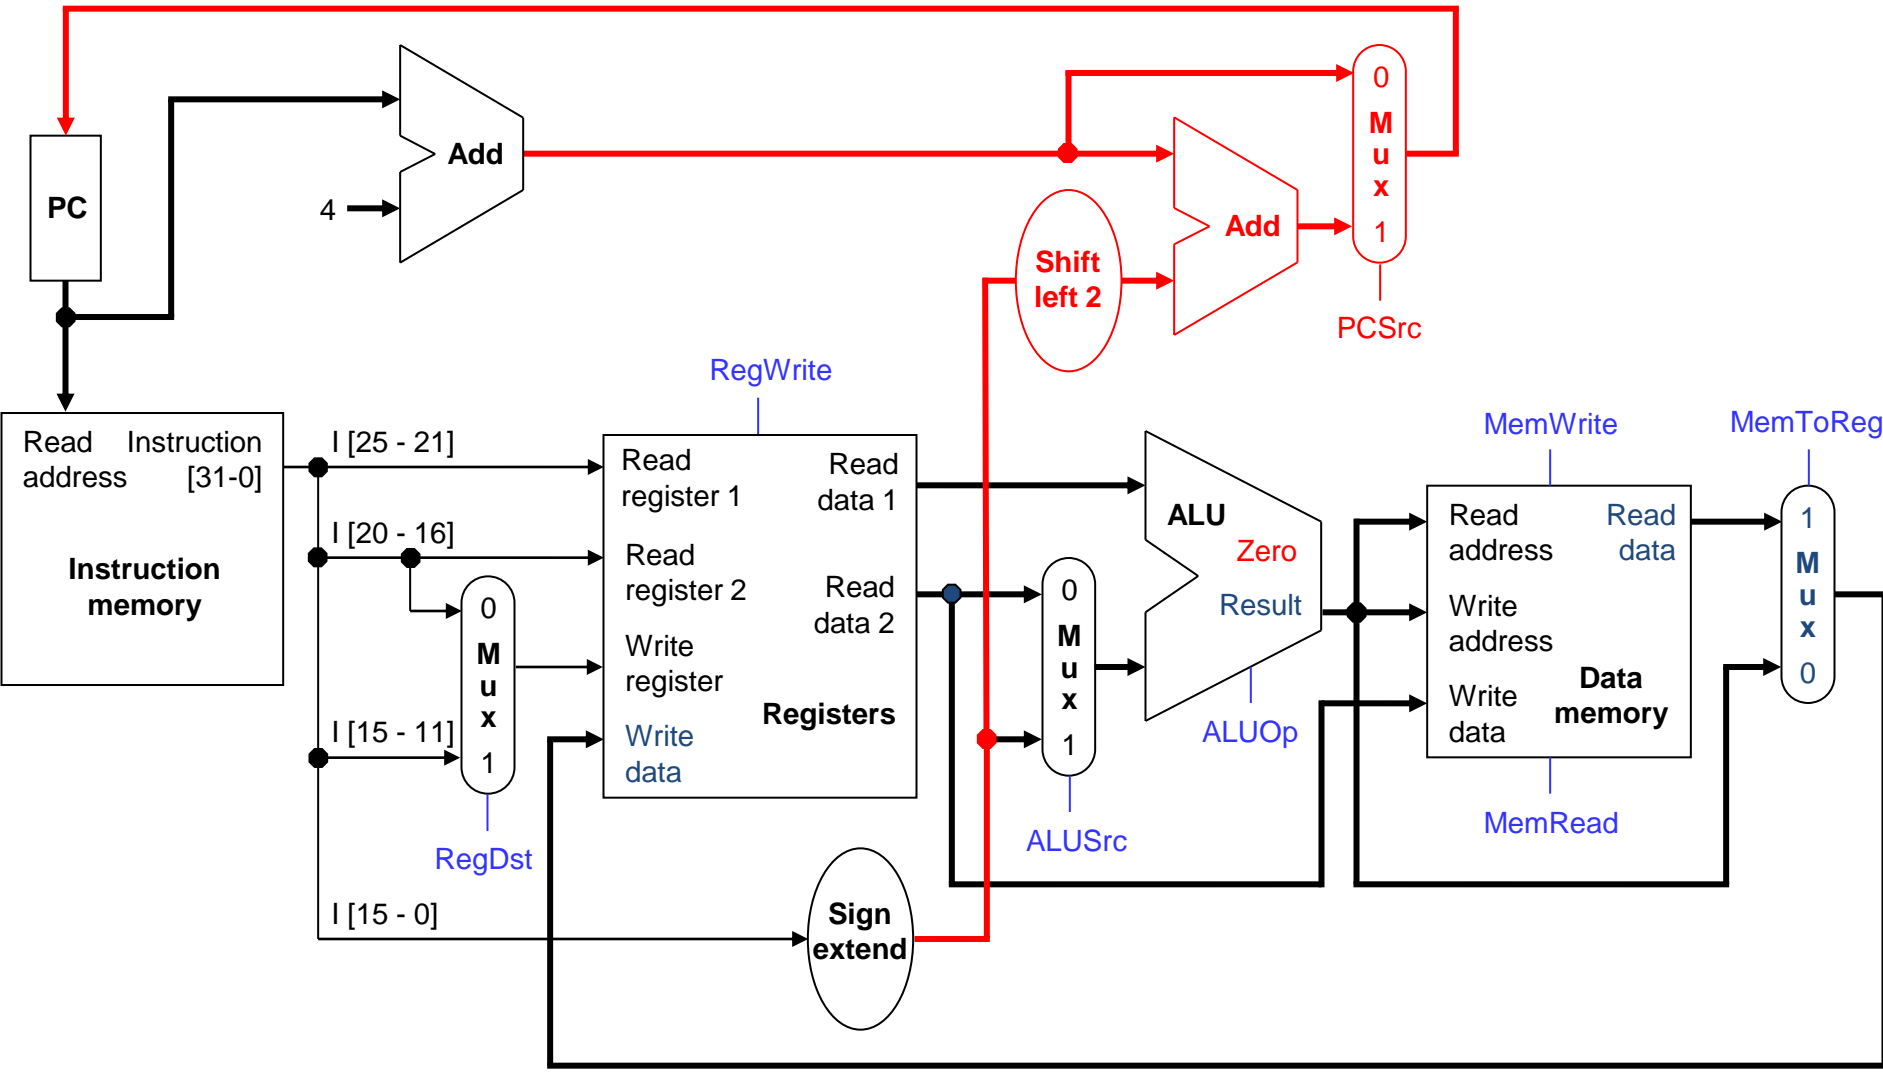 PC
Add
4
Shift
left 2
Add
0
M
u
x
1
PCSrc
RegWrite
MemWrite
MemToReg
Read
address
Instruction
[31-0]
Instruction
memory
I [25 - 21]
I [20 - 16]
I [15 - 11]
I [15 - 0]
0
M
u
x
1
RegDst
Read
register 1
Read
register 2
Write
register
Write
data
Read
data 1
Read
data 2
Registers
Sign
extend
0
M
u
x
1
ALUSrc
ALU
Zero
Result
ALUOp
Read
address
Write
address
Write
data
Read
data
Data
memory
MemRead
1
M
u
x
0